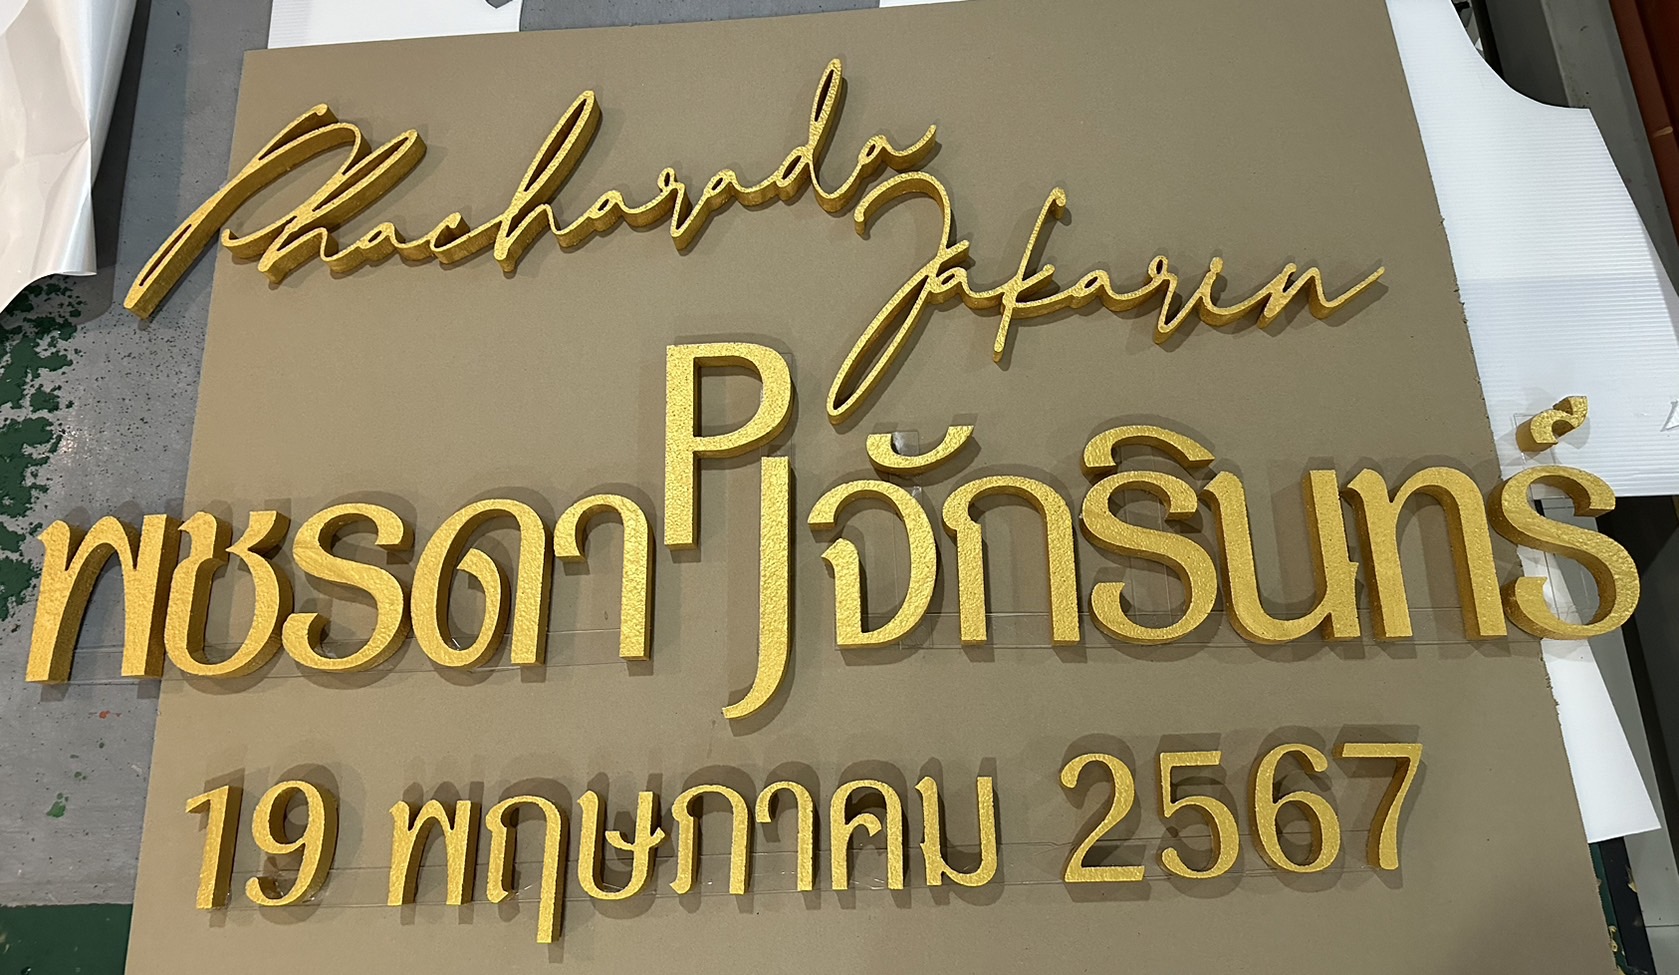 Phacharada
Jakarin
พชรดา PJ จักรินทร์
19 พฤษภาคม 2567